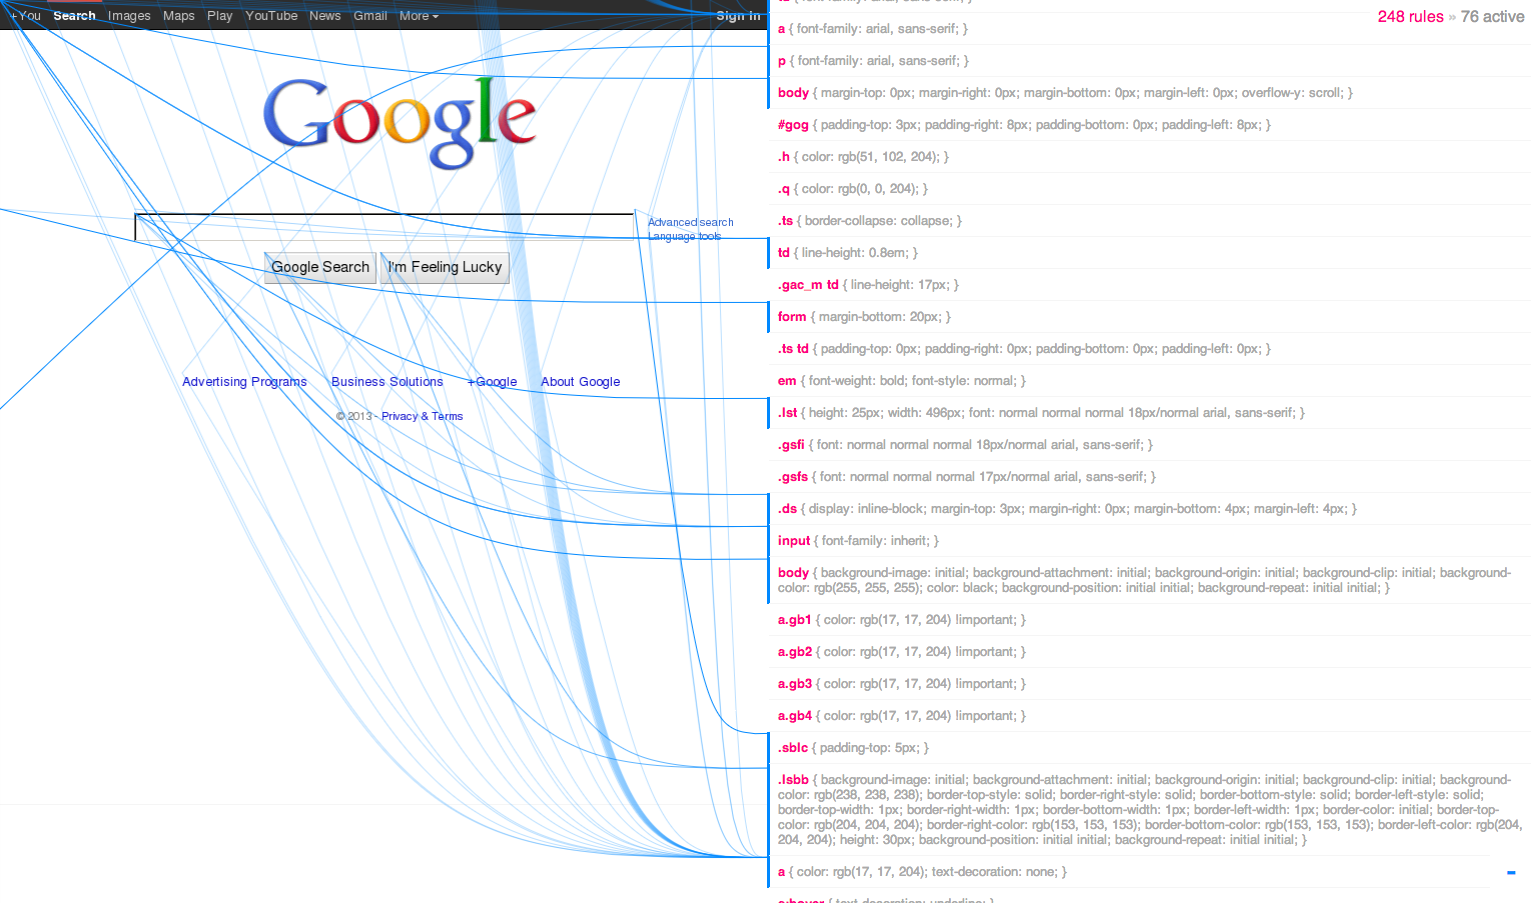 +You Search Images Maps Play YouTube News Gmail More Sign in
Google
Advanced search
Language tools
Google Search I'm Feeling Lucky
Advertising Programs Business Solutions +Google About Google
© 2013 - Privacy & Terms
248 rules » 76 active
a { font-family: arial, sans-serif; }
p { font-family: arial, sans-serif; }
body { margin-top: 0px; margin-right: 0px; margin-bottom: 0px; margin-left: 0px; overflow-y: scroll; }
#gog { padding-top: 3px; padding-right: 8px; padding-bottom: 0px; padding-left: 8px; }
.h { color: rgb(51, 102, 204); }
.q { color: rgb(0, 0, 204); }
.ts { border-collapse: collapse; }
td { line-height: 0.8em; }
.gac_m td { line-height: 17px; }
form { margin-bottom: 20px; }
.ts td { padding-top: 0px; padding-right: 0px; padding-bottom: 0px; padding-left: 0px; }
em { font-weight: bold; font-style: normal; }
.lst { height: 25px; width: 496px; font: normal normal normal 18px/normal arial, sans-serif; }
.gsfi { font: normal normal normal 18px/normal arial, sans-serif; }
.gsfs { font: normal normal normal 17px/normal arial, sans-serif; }
.ds { display: inline-block; margin-top: 3px; margin-right: 0px; margin-bottom: 4px; margin-left: 4px; }
input { font-family: inherit; }
body { background-image: initial; background-attachment: initial; background-origin: initial; background-clip: initial; background-
color: rgb(255, 255, 255); color: black; background-position: initial initial; background-repeat: initial initial; }
a.gb1 { color: rgb(17, 17, 204) !important; }
a.gb2 { color: rgb(17, 17, 204) !important; }
a.gb3 { color: rgb(17, 17, 204) !important; }
a.gb4 { color: rgb(17, 17, 204) !important; }
.sblc { padding-top: 5px; }
.lsbb { background-image: initial; background-attachment: initial; background-origin: initial; background-clip: initial; background-
color: rgb(238, 238, 238); border-top-style: solid; border-right-style: solid; border-bottom-style: solid; border-left-style: solid;
border-top-width: 1px; border-right-width: 1px; border-bottom-width: 1px; border-left-width: 1px; border-color: initial; border-top-
color: rgb(204, 204, 204); border-right-color: rgb(153, 153, 153); border-bottom-color: rgb(153, 153, 153); border-left-color: rgb(204,
204, 204); height: 30px; background-position: initial initial; background-repeat: initial initial; }
a { color: rgb(17, 17, 204); text-decoration: none; }
a:hover { text-decoration: underline; }